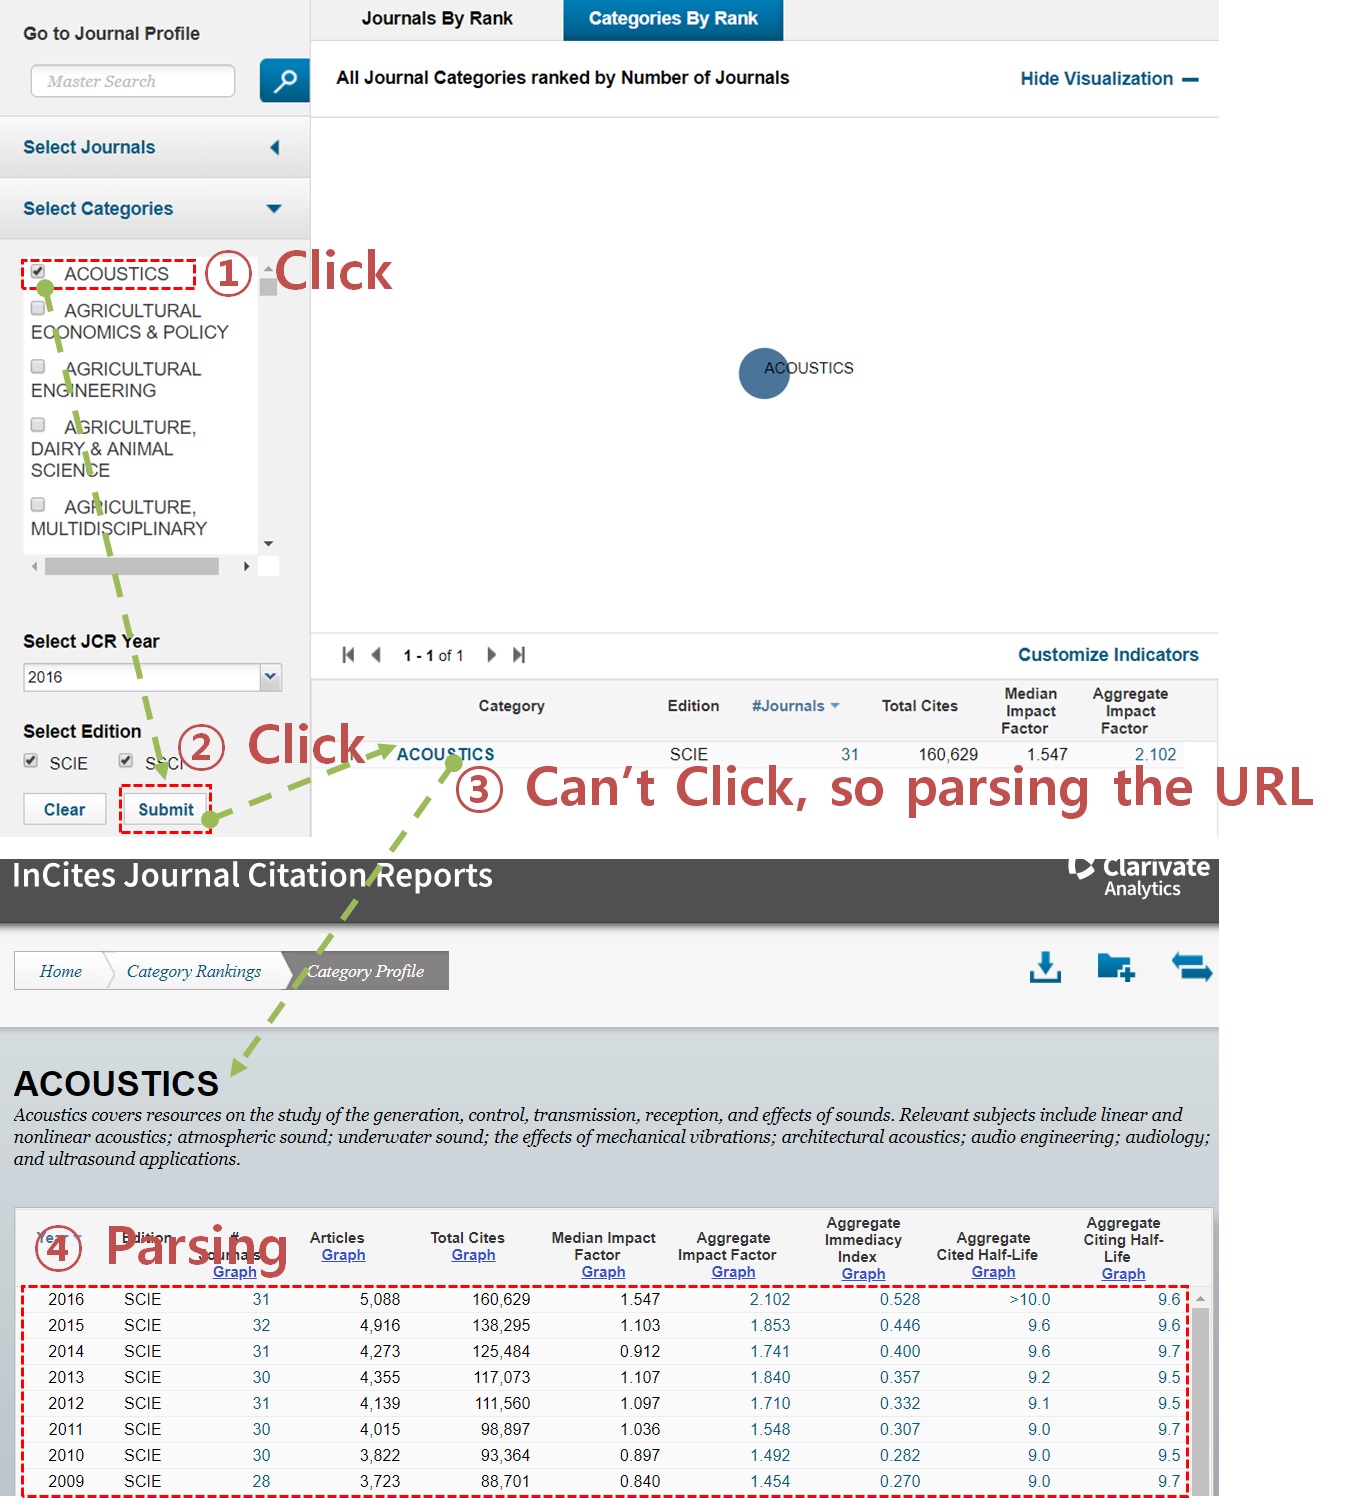 Go to Journal Profile
Master Search
Select Journals
Select Categories
ACOUSTICS
AGRICULTURAL
ECONOMICS & POLICY
AGRICULTURAL
ENGINEERING
AGRICULTURE,
DAIRY & ANIMAL
SCIENCE
AGRICULTURE,
MULTIDISCIPLINARY
① Click
Select JCR Year
2016
Select Edition
SCIE SSCI
② Click
Clear Submit
Journals By Rank Categories By Rank
All Journal Categories ranked by Number of Journals Hide Visualization
ACOUSTICS
1 - 1 of 1 Customize Indicators
Category Edition #Journals Total Cites Median Impact Factor Aggregate Impact Factor
ACOUSTICS SCIE 31 160,629 1.547 2.102
③ Can't Click, so parsing the URL
InCites Journal Citation Reports
Clarivate
Analytics
Home Category Rankings Category Profile
ACOUSTICS
Acoustics covers resources on the study of the generation, control, transmission, reception, and effects of sounds. Relevant subjects include linear and
nonlinear acoustics; atmospheric sound; underwater sound; the effects of mechanical vibrations; architectural acoustics; audio engineering; audiology;
and ultrasound applications.
④ Parsing
Year Edition # Journals Graph Articles Graph Total Cites Graph Median Impact Factor Graph Aggregate Impact Factor Graph Aggregate Immediacy Index Graph Aggregate Cited Half-Life Graph Aggregate Citing Half-Life Graph
2016 SCIE 31 5,088 160,629 1.547 2.102 0.528 >10.0 9.6
2015 SCIE 32 4,916 138,295 1.103 1.853 0.446 9.6 9.6
2014 SCIE 31 4,273 125,484 0.912 1.741 0.400 9.6 9.7
2013 SCIE 30 4,355 117,073 1.107 1.840 0.357 9.2 9.5
2012 SCIE 31 4,139 111,560 1.097 1.710 0.332 9.1 9.5
2011 SCIE 30 4,015 98,897 1.036 1.548 0.307 9.0 9.7
2010 SCIE 30 3,822 93,364 0.897 1.492 0.282 9.0 9.5
2009 SCIE 28 3,723 88,701 0.840 1.454 0.270 9.0 9.7